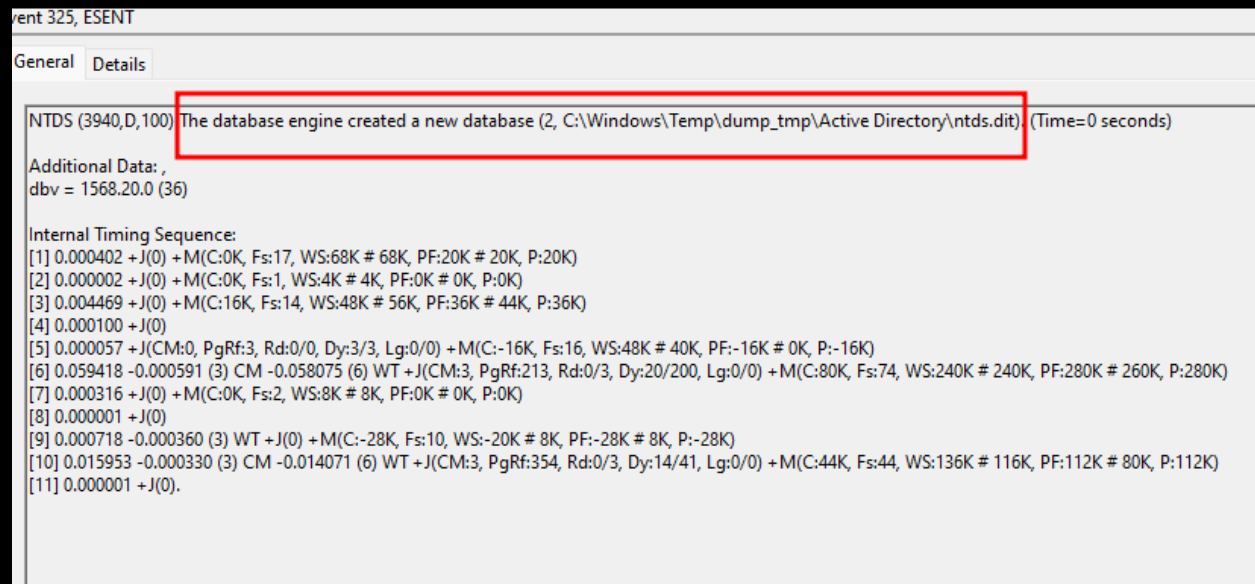 vent 325, ESENT
General Details
NTDS (3940,D,100) The database engine created a new database (2, C:\Windows\Temp\dump_tmp\Active Directory\ntds.dit). (Time=0 seconds)
Additional Data: ,
dbv = 1568.20.0 (36)
Internal Timing Sequence:
[1] 0.000402 +J(0) +M(C:0K, Fs:17, WS:68K # 68K, PF:20K # 20K, P:20K)
[2] 0.000002 +J(0) +M(C:0K, Fs:1, WS:4K # 4K, PF:0K # 0K, P:0K)
[3] 0.004469 +J(0) +M(C:16K, Fs:14, WS:48K # 56K, PF:36K # 44K, P:36K)
[4] 0.000100 +J(0)
[5] 0.000057 +J(CM:0, PgRf:3, Rd:0/0, Dy:3/3, Lg:0/0) +M(C:-16K, Fs:16, WS:48K # 40K, PF:-16K # 0K, P:-16K)
[6] 0.059418 -0.000591 (3) CM -0.058075 (6) WT +J(CM:3, PgRf:213, Rd:0/3, Dy:20/200, Lg:0/0) +M(C:80K, Fs:74, WS:240K # 240K, PF:280K # 260K, P:280K)
[7] 0.000316 +J(0) +M(C:0K, Fs:2, WS:8K # 8K, PF:0K # 0K, P:0K)
[8] 0.000001 +J(0)
[9] 0.000718 -0.000360 (3) WT +J(0) +M(C:-28K, Fs:10, WS:-20K # 8K, PF:-28K # 8K, P:-28K)
[10] 0.015953 -0.000330 (3) CM -0.014071 (6) WT +J(CM:3, PgRf:354, Rd:0/3, Dy:14/41, Lg:0/0) +M(C:44K, Fs:44, WS:136K # 116K, PF:112K # 80K, P:112K)
[11] 0.000001 +J(0).